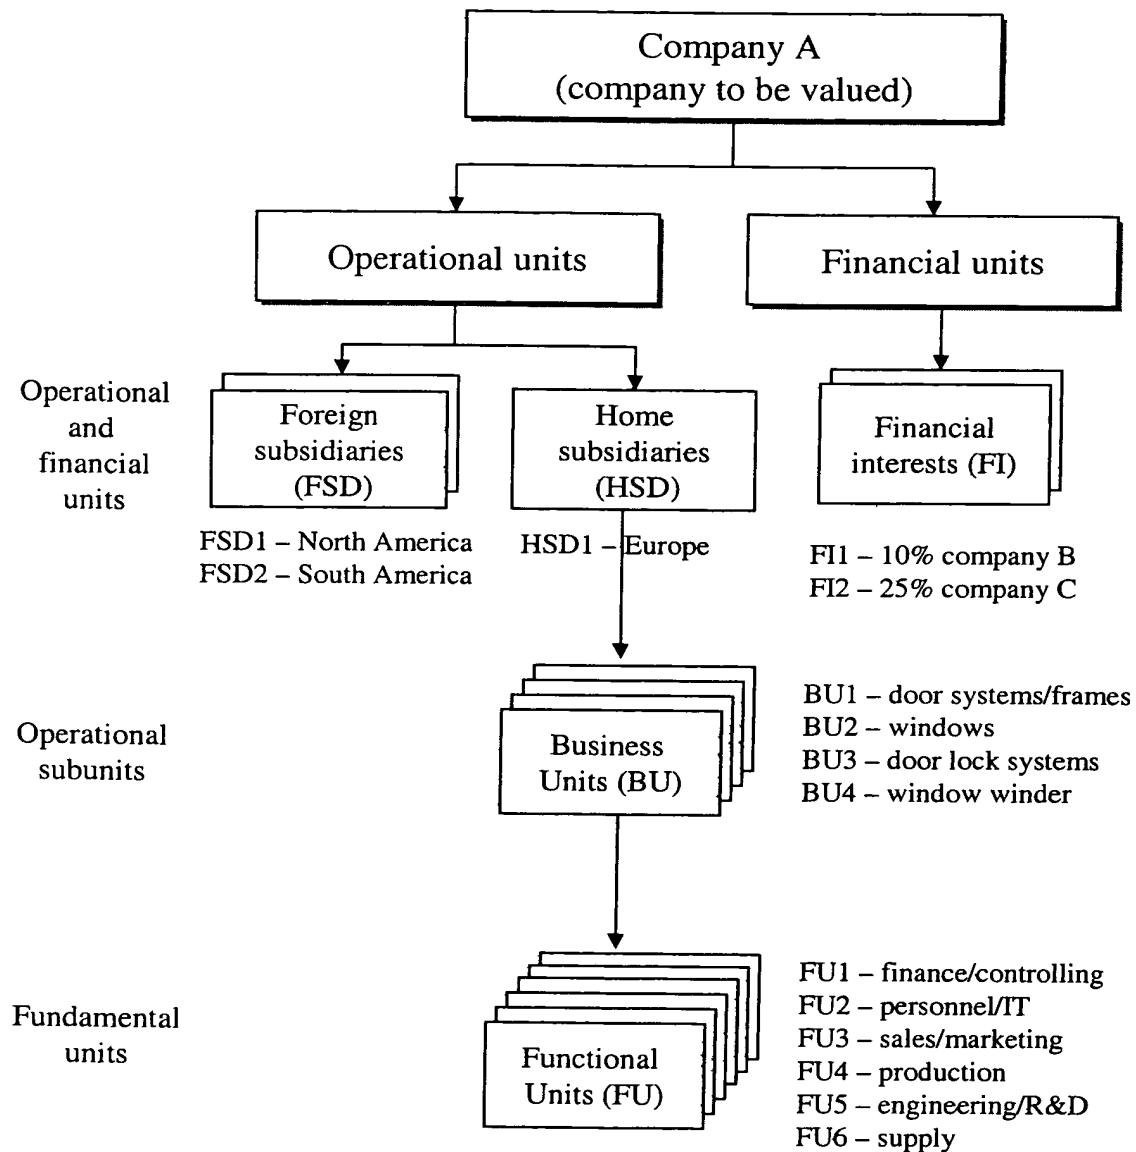 Company A
(company to be valued)
Operational units
Financial units
Operational
and
financial
units
Foreign
subsidiaries
(FSD)
Home
subsidiaries
(HSD)
Financial
interests (FI)
FSD1 – North America
FSD2 – South America
HSD1 – Europe
FI1 – 10% company B
FI2 – 25% company C
Operational
subunits
Business
Units (BU)
BU1 – door systems/frames
BU2 – windows
BU3 – door lock systems
BU4 – window winder
Fundamental
units
Functional
Units (FU)
FU1 – finance/controlling
FU2 – personnel/IT
FU3 – sales/marketing
FU4 – production
FU5 – engineering/R&D
FU6 – supply